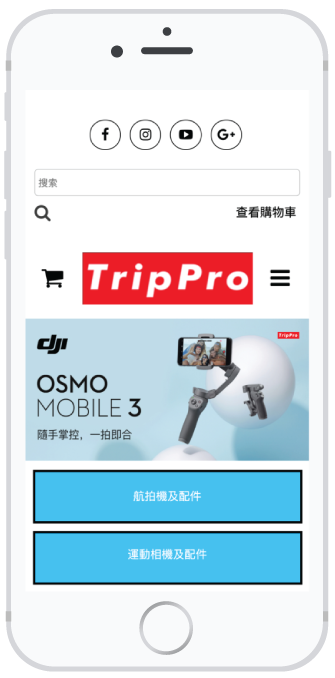 G+
搜索
查看購物車
TripPro
dji
TripPro
OSMO
MOBILE 3
隨手掌控，一拍即合
航拍機及配件
運動相機及配件